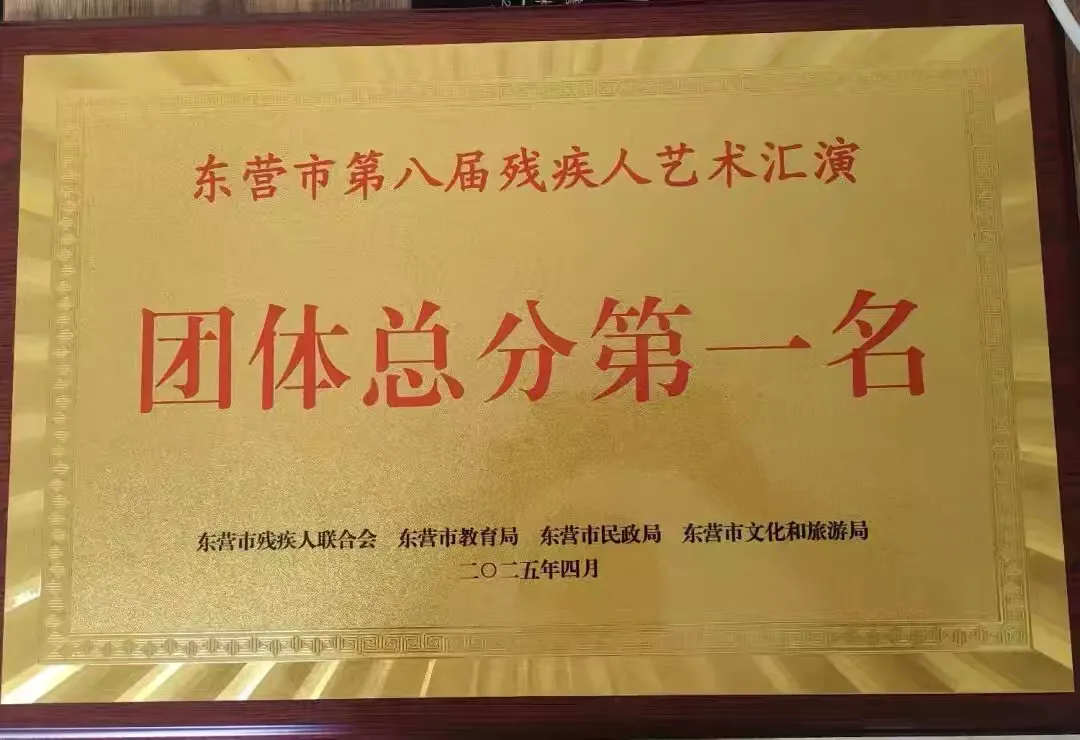 东营市第八届残疾人艺术汇演
团体总分第一名
东营市残疾人联合会 东营市教育局 东营市民政局 东营市文化和旅游局
二〇二五年四月